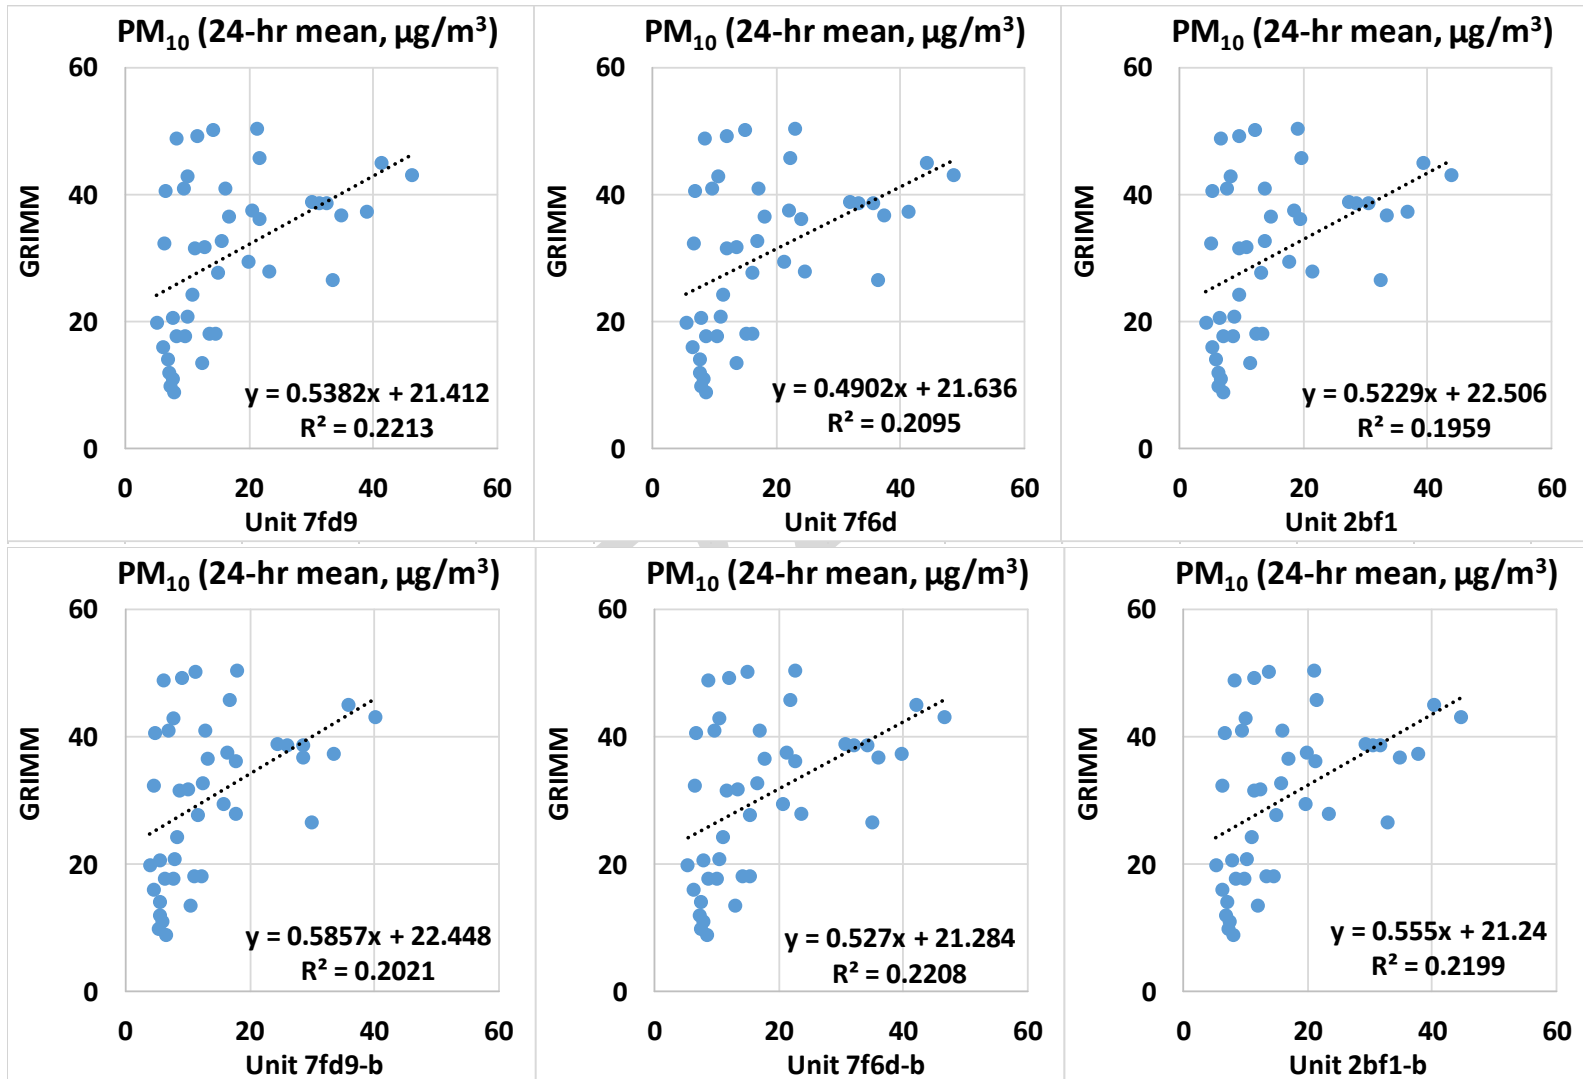 PM₁₀ (24-hr mean, µg/m³)
60
40
20
0
GRIMM
y = 0.5382x + 21.412
R² = 0.2213
0 20 40 60
Unit 7fd9
PM₁₀ (24-hr mean, µg/m³)
60
40
20
0
GRIMM
y = 0.4902x + 21.636
R² = 0.2095
0 20 40 60
Unit 7f6d
PM₁₀ (24-hr mean, µg/m³)
60
40
20
0
GRIMM
y = 0.5229x + 22.506
R² = 0.1959
0 20 40 60
Unit 2bf1
PM₁₀ (24-hr mean, µg/m³)
60
40
20
0
GRIMM
y = 0.5857x + 22.448
R² = 0.2021
0 20 40 60
Unit 7fd9-b
PM₁₀ (24-hr mean, µg/m³)
60
40
20
0
GRIMM
y = 0.527x + 21.284
R² = 0.2208
0 20 40 60
Unit 7f6d-b
PM₁₀ (24-hr mean, µg/m³)
60
40
20
0
GRIMM
y = 0.555x + 21.24
R² = 0.2199
0 20 40 60
Unit 2bf1-b